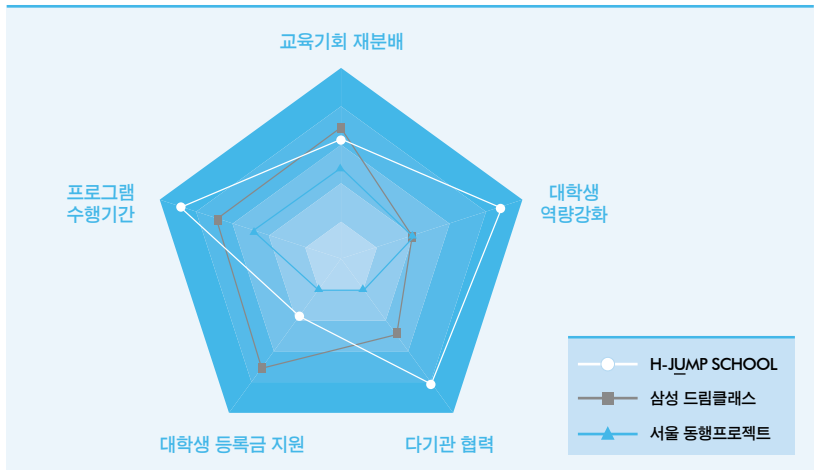 교육기회 재분배
프로그램
수행기간
대학생
역량강화
대학생 등록금 지원
다기관 협력
H-JUMP SCHOOL
삼성 드림클래스
서울 동행프로젝트